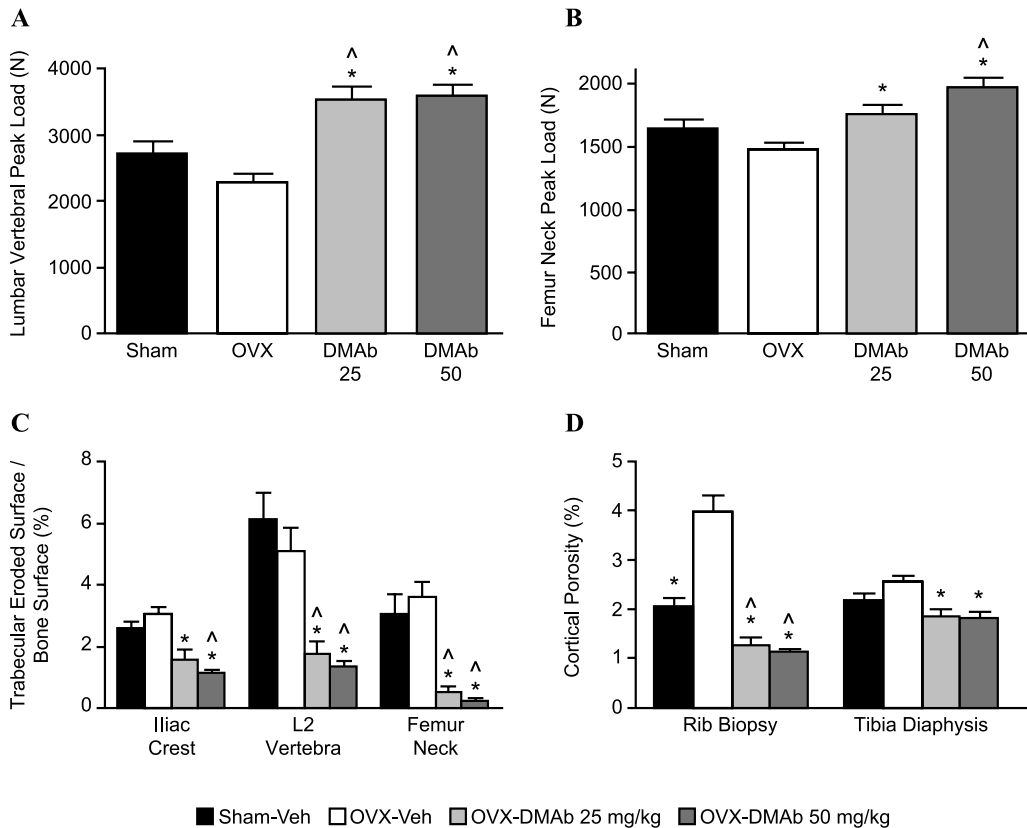 A
Lumbar Vertebral Peak Load (N)
4000
3000
2000
1000
0
^
*
^
*
Sham
OVX
DMAb
25
DMAb
50
B
Femur Neck Peak Load (N)
2000
1500
1000
500
0
*
^
*
Sham
OVX
DMAb
25
DMAb
50
C
Trabecular Eroded Surface /
Bone Surface (%)
8
6
4
2
0
*
^
*
^
*
^
*
^
*
^
*
Iliac
Crest
L2
Vertebra
Femur
Neck
D
Cortical Porosity (%)
5
4
3
2
1
0
*
^
*
^
*
*
*
Rib Biopsy
Tibia Diaphysis
Sham-Veh OVX-Veh OVX-DMAb 25 mg/kg OVX-DMAb 50 mg/kg